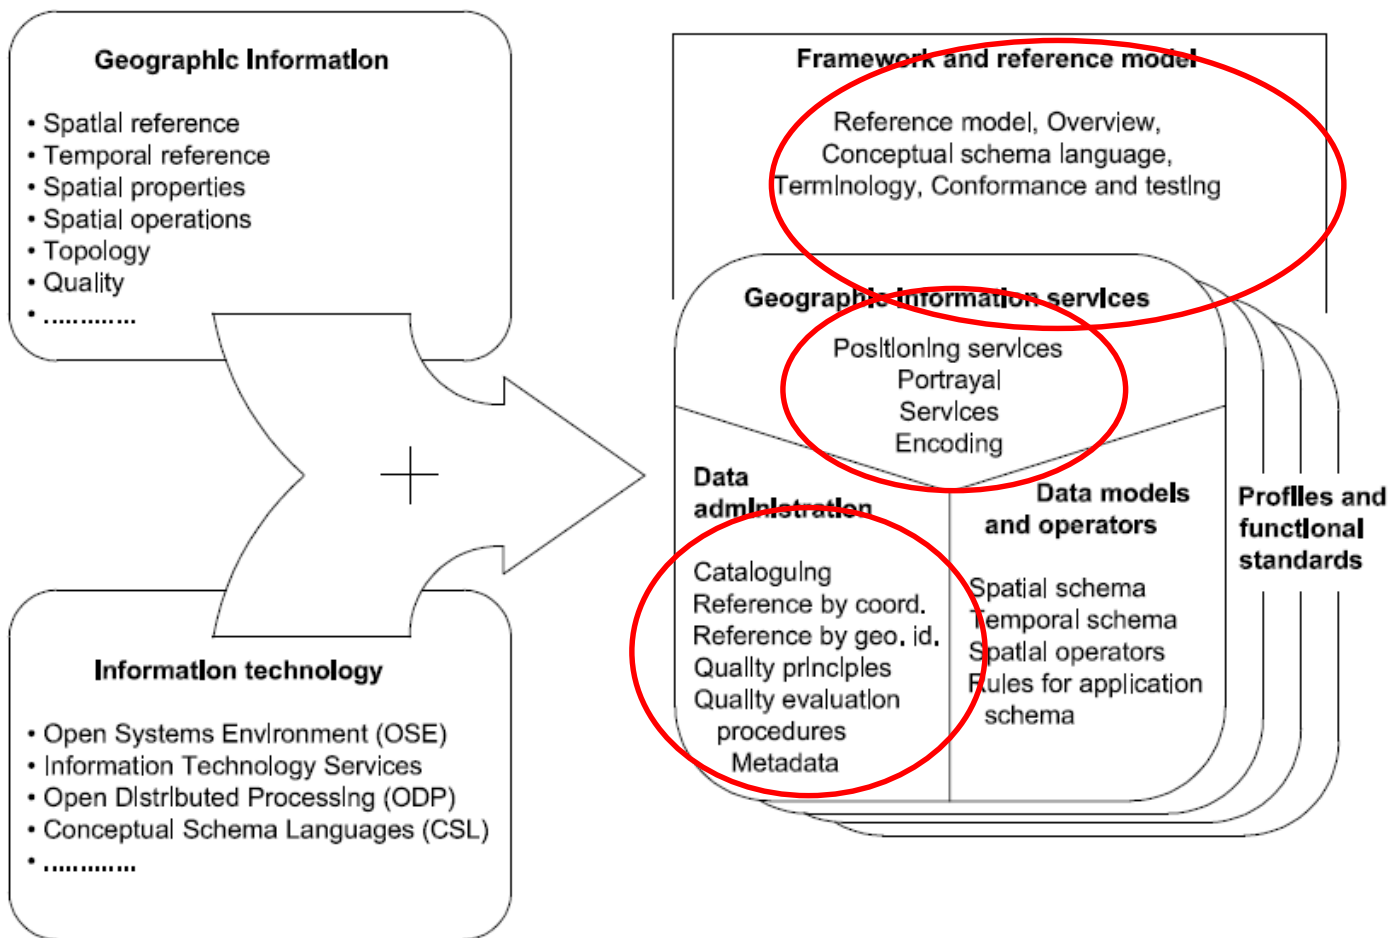 Geographic Information
• Spatial reference
• Temporal reference
• Spatial properties
• Spatial operations
• Topology
• Quality
• ............
Information technology
• Open Systems Environment (OSE)
• Information Technology Services
• Open Distributed Processing (ODP)
• Conceptual Schema Languages (CSL)
• ............
Framework and reference model
Reference model, Overview,
Conceptual schema language,
Terminology, Conformance and testing
Geographic information services
Positioning services
Portrayal
Services
Encoding
Data
administration
Cataloguing
Reference by coord.
Reference by geo. id.
Quality principles
Quality evaluation
procedures
Metadata
Data models
and operators
Spatial schema
Temporal schema
Spatial operators
Rules for application
schema
Profiles and
functional
standards